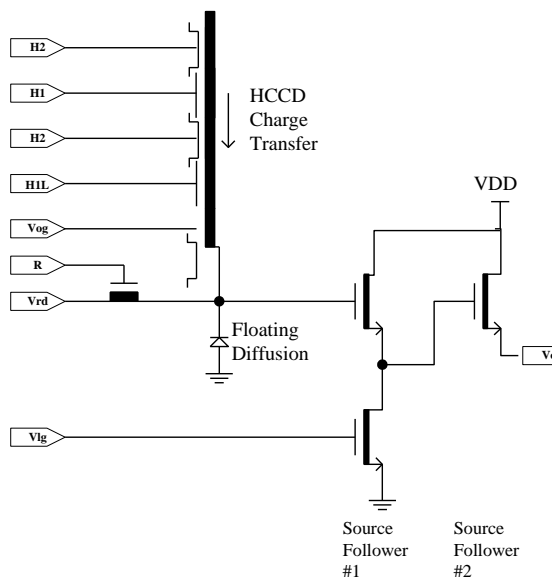 H2
H1
H2
H1L
Vog
R
Vrd
Vlg
HCCD
Charge
Transfer
VDD
Floating
Diffusion
Source
Follower
#1
Source
Follower
#2